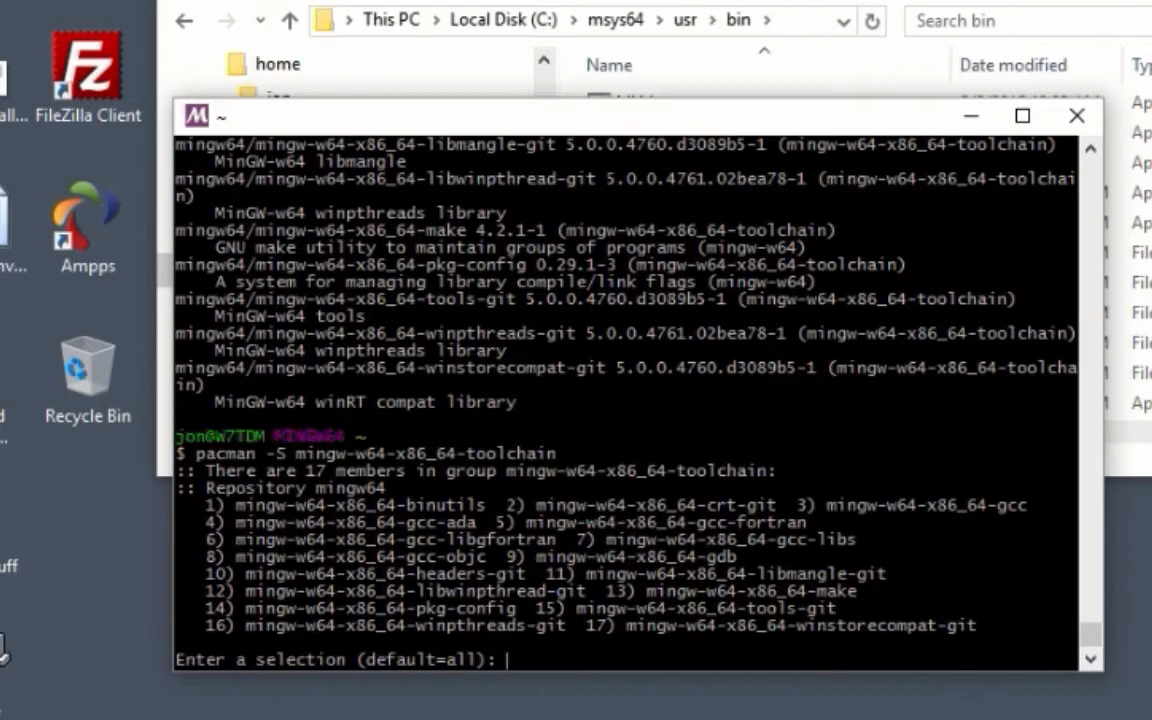 This PC > Local Disk (C:) > msys64 > usr > bin >
Search bin
home
Name
Date modified
all...
FileZilla Client
~
mingw64/mingw-w64-x86_64-libmangle-git 5.0.0.4760.d3089b5-1 (mingw-w64-x86_64-toolchain)
MinGW-w64 libmangle
mingw64/mingw-w64-x86_64-libwinpthread-git 5.0.0.4761.02bea78-1 (mingw-w64-x86_64-toolchai
n)
MinGW-w64 winpthreads library
mingw64/mingw-w64-x86_64-make 4.2.1-1 (mingw-w64-x86_64-toolchain)
GNU make utility to maintain groups of programs (mingw-w64)
mingw64/mingw-w64-x86_64-pkg-config 0.29.1-3 (mingw-w64-x86_64-toolchain)
A system for managing library compile/link flags (mingw-w64)
mingw64/mingw-w64-x86_64-tools-git 5.0.0.4760.d3089b5-1 (mingw-w64-x86_64-toolchain)
MinGW-w64 tools
mingw64/mingw-w64-x86_64-winpthreads-git 5.0.0.4761.02bea78-1 (mingw-w64-x86_64-toolchain)
MinGW-w64 winpthreads library
mingw64/mingw-w64-x86_64-winstorecompat-git 5.0.0.4760.d3089b5-1 (mingw-w64-x86_64-toolcha
in)
MinGW-w64 winRT compat library
jon@W7TDM MINGW64 ~
$ pacman -S mingw-w64-x86_64-toolchain
:: There are 17 members in group mingw-w64-x86_64-toolchain:
:: Repository mingw64
1) mingw-w64-x86_64-binutils 2) mingw-w64-x86_64-crt-git 3) mingw-w64-x86_64-gcc
4) mingw-w64-x86_64-gcc-ada 5) mingw-w64-x86_64-gcc-fortran
6) mingw-w64-x86_64-gcc-libgfortran 7) mingw-w64-x86_64-gcc-libs
8) mingw-w64-x86_64-gcc-objc 9) mingw-w64-x86_64-gdb
10) mingw-w64-x86_64-headers-git 11) mingw-w64-x86_64-libmangle-git
12) mingw-w64-x86_64-libwinpthread-git 13) mingw-w64-x86_64-make
14) mingw-w64-x86_64-pkg-config 15) mingw-w64-x86_64-tools-git
16) mingw-w64-x86_64-winpthreads-git 17) mingw-w64-x86_64-winstorecompat-git
Enter a selection (default=all):
Ampps
Recycle Bin